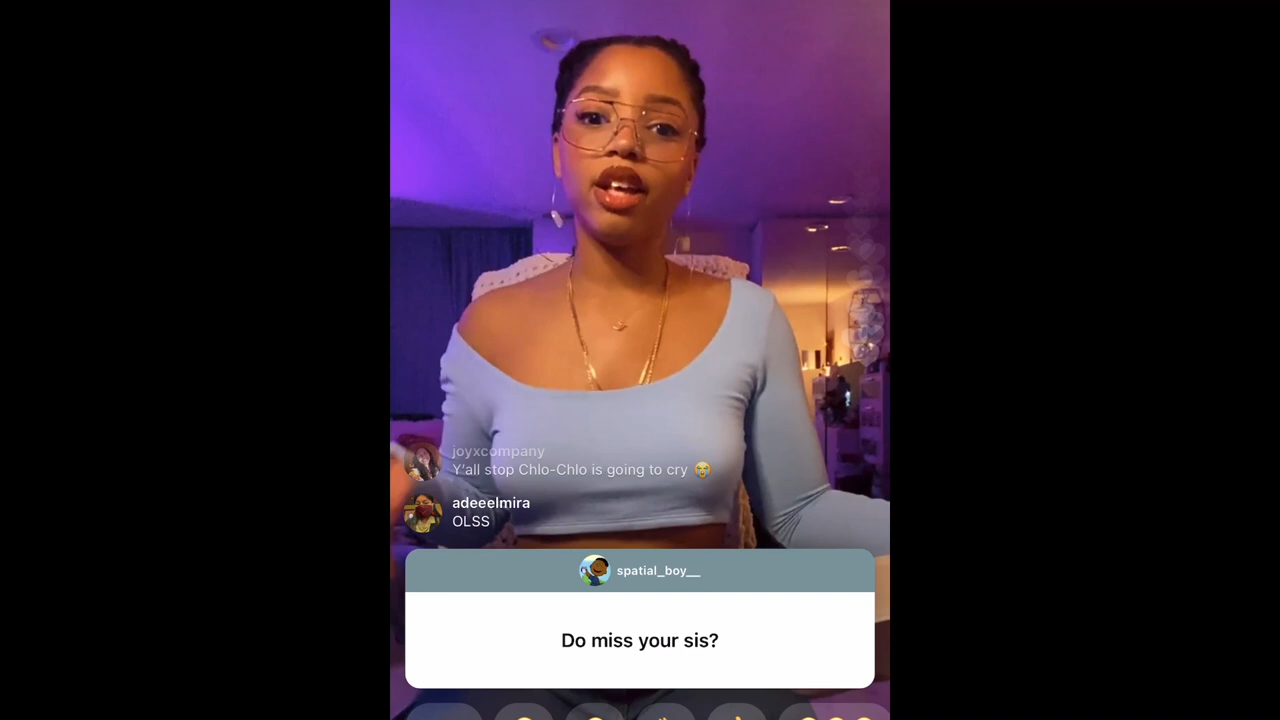 joyxcompany
Y'all stop Chlo-Chlo is going to cry 😭
adeeelmira
OLSS
spatial_boy__
Do miss your sis?